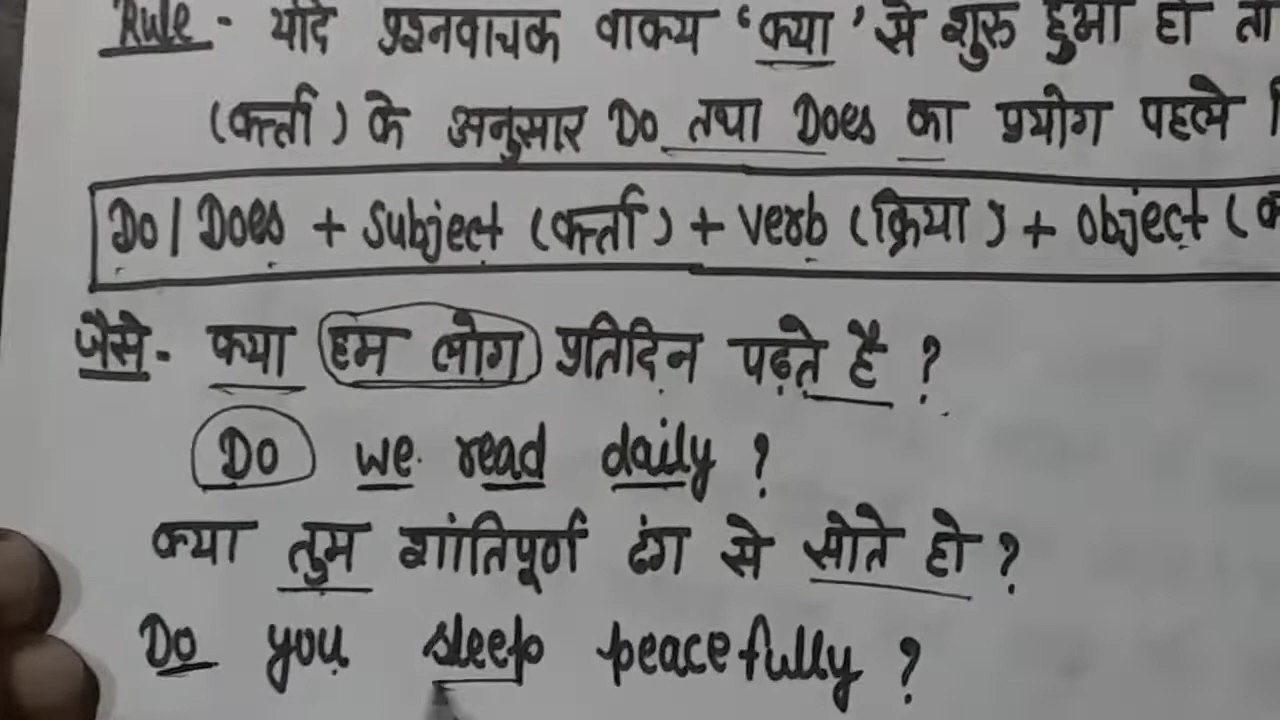 Rule - यदि प्रश्नवाचक वाक्य ‘क्या’ से शुरू हुआ हो तो
(कर्त्ता) के अनुसार Do तथा Does का प्रयोग पहले
Do / Does + Subject (कर्त्ता) + verb (क्रिया) + object (
जैसे- क्या हम लोग प्रतिदिन पढ़ते है ?
Do we read daily ?
क्या तुम शांतिपूर्ण ढंग से सोते हो ?
Do you sleep peacefully ?